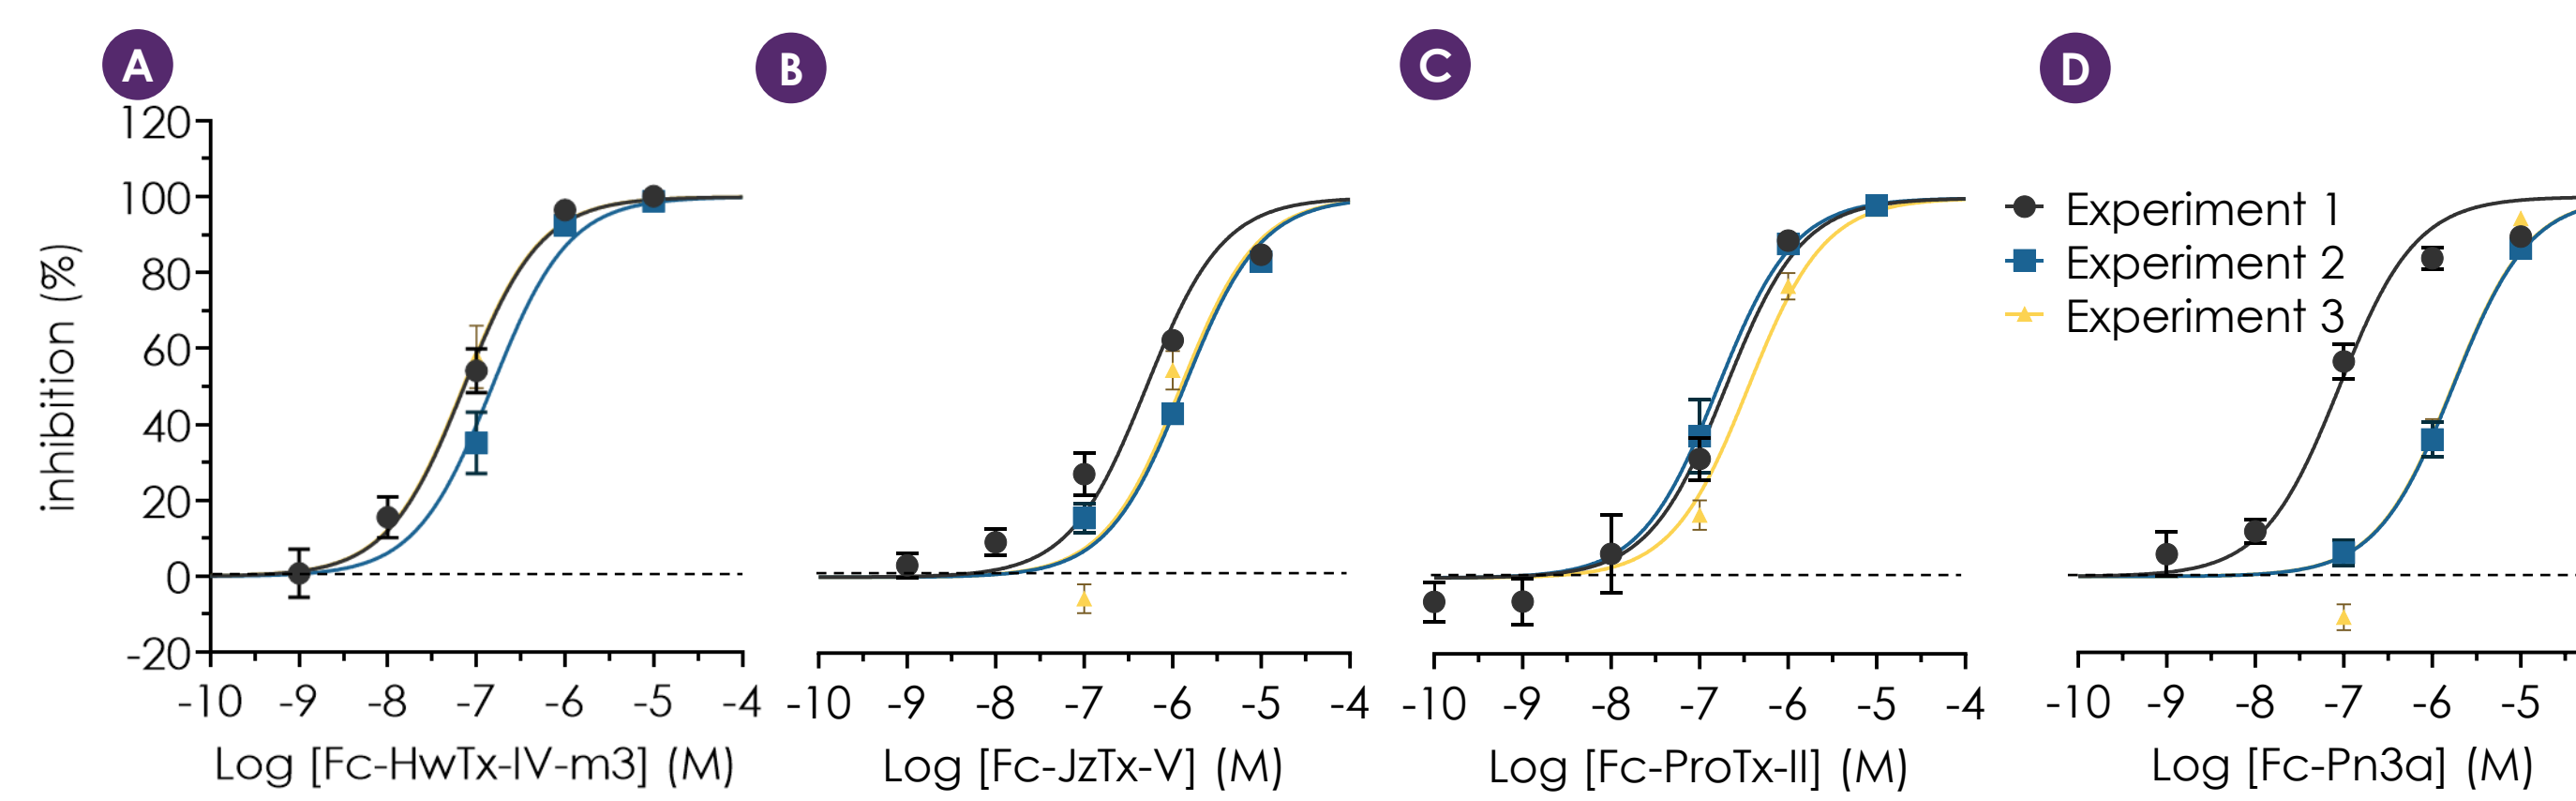 A
B
C
D
120
100
80
60
40
20
0
-20
inhibition (%)
-10 -9 -8 -7 -6 -5 -4
Log [Fc-HwTx-IV-m3] (M)
-10 -9 -8 -7 -6 -5 -4
Log [Fc-JzTx-V] (M)
-10 -9 -8 -7 -6 -5 -4
Log [Fc-ProTx-II] (M)
Experiment 1
Experiment 2
Experiment 3
-10 -9 -8 -7 -6 -5
Log [Fc-Pn3a] (M)